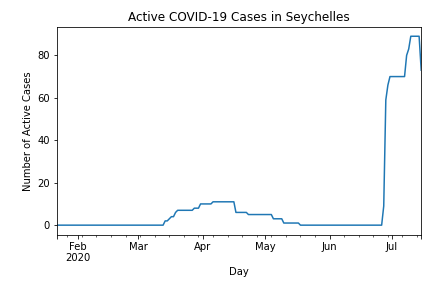 Active COVID-19 Cases in Seychelles
Number of Active Cases
80
60
40
20
0
Feb
2020
Mar
Apr
May
Jun
Jul
Day